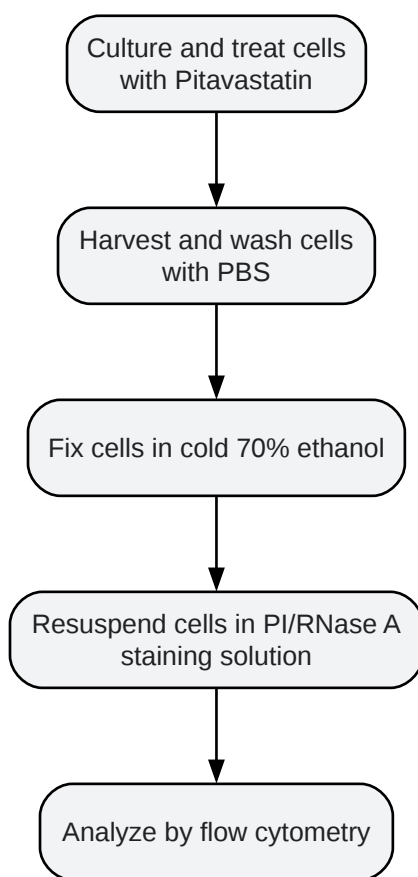 Culture and treat cells
with Pitavastatin
Harvest and wash cells
with PBS
Fix cells in cold 70% ethanol
Resuspend cells in PI/RNase A
staining solution
Analyze by flow cytometry